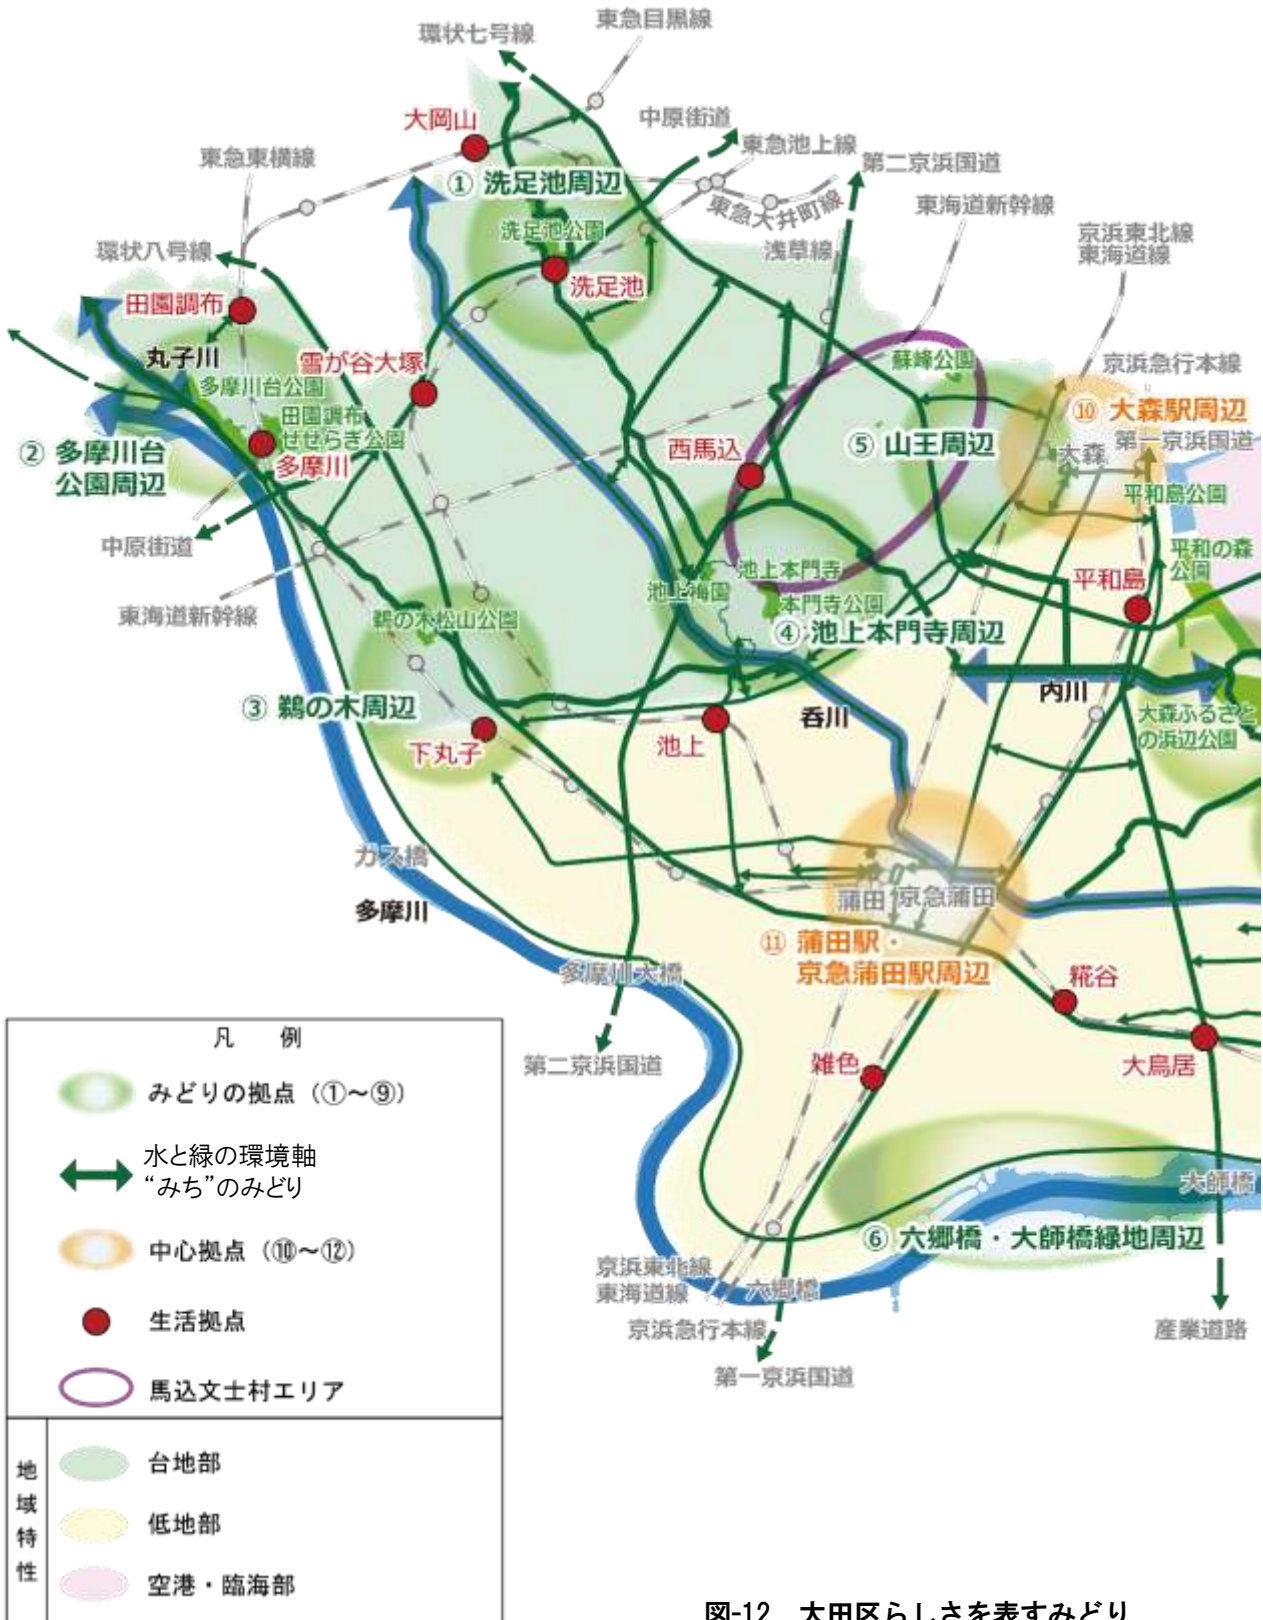 東急目黒線
環状七号線
大岡山
中原街道
東急池上線
東急東横線
第二京浜国道
① 洗足池周辺
東急大井町線
東海道新幹線
洗足池公園
京浜東北線
東海道線
環状八号線
浅草線
洗足池
田園調布
丸子川
雪が谷大塚
蘇峰公園
京浜急行本線
多摩川台公園
田園調布
せせらぎ公園
⑩ 大森駅周辺
② 多摩川台
公園周辺
多摩川
西馬込
⑤ 山王周辺
大森
第一京浜国道
平和島公園
中原街道
平和の森
公園
池上本門寺
平和島
池上梅園
本門寺公園
東海道新幹線
鵜の木松山公園
④ 池上本門寺周辺
③ 鵜の木周辺
内川
呑川
大森ふるさと
の浜辺公園
下丸子
池上
ガス橋
多摩川
蒲田
京急蒲田
⑪ 蒲田駅・
京急蒲田駅周辺
多摩川大橋
糀谷
第二京浜国道
雑色
大鳥居
大師橋
⑥ 六郷橋・大師橋緑地周辺
京浜東北線
東海道線
六郷橋
京浜急行本線
産業道路
第一京浜国道
凡 例
みどりの拠点（①～⑨）
水と緑の環境軸
“みち”のみどり
中心拠点（⑩～⑫）
生活拠点
馬込文士村エリア
地域特性
台地部
低地部
空港・臨海部
図-12 大田区らしさを表すみどり